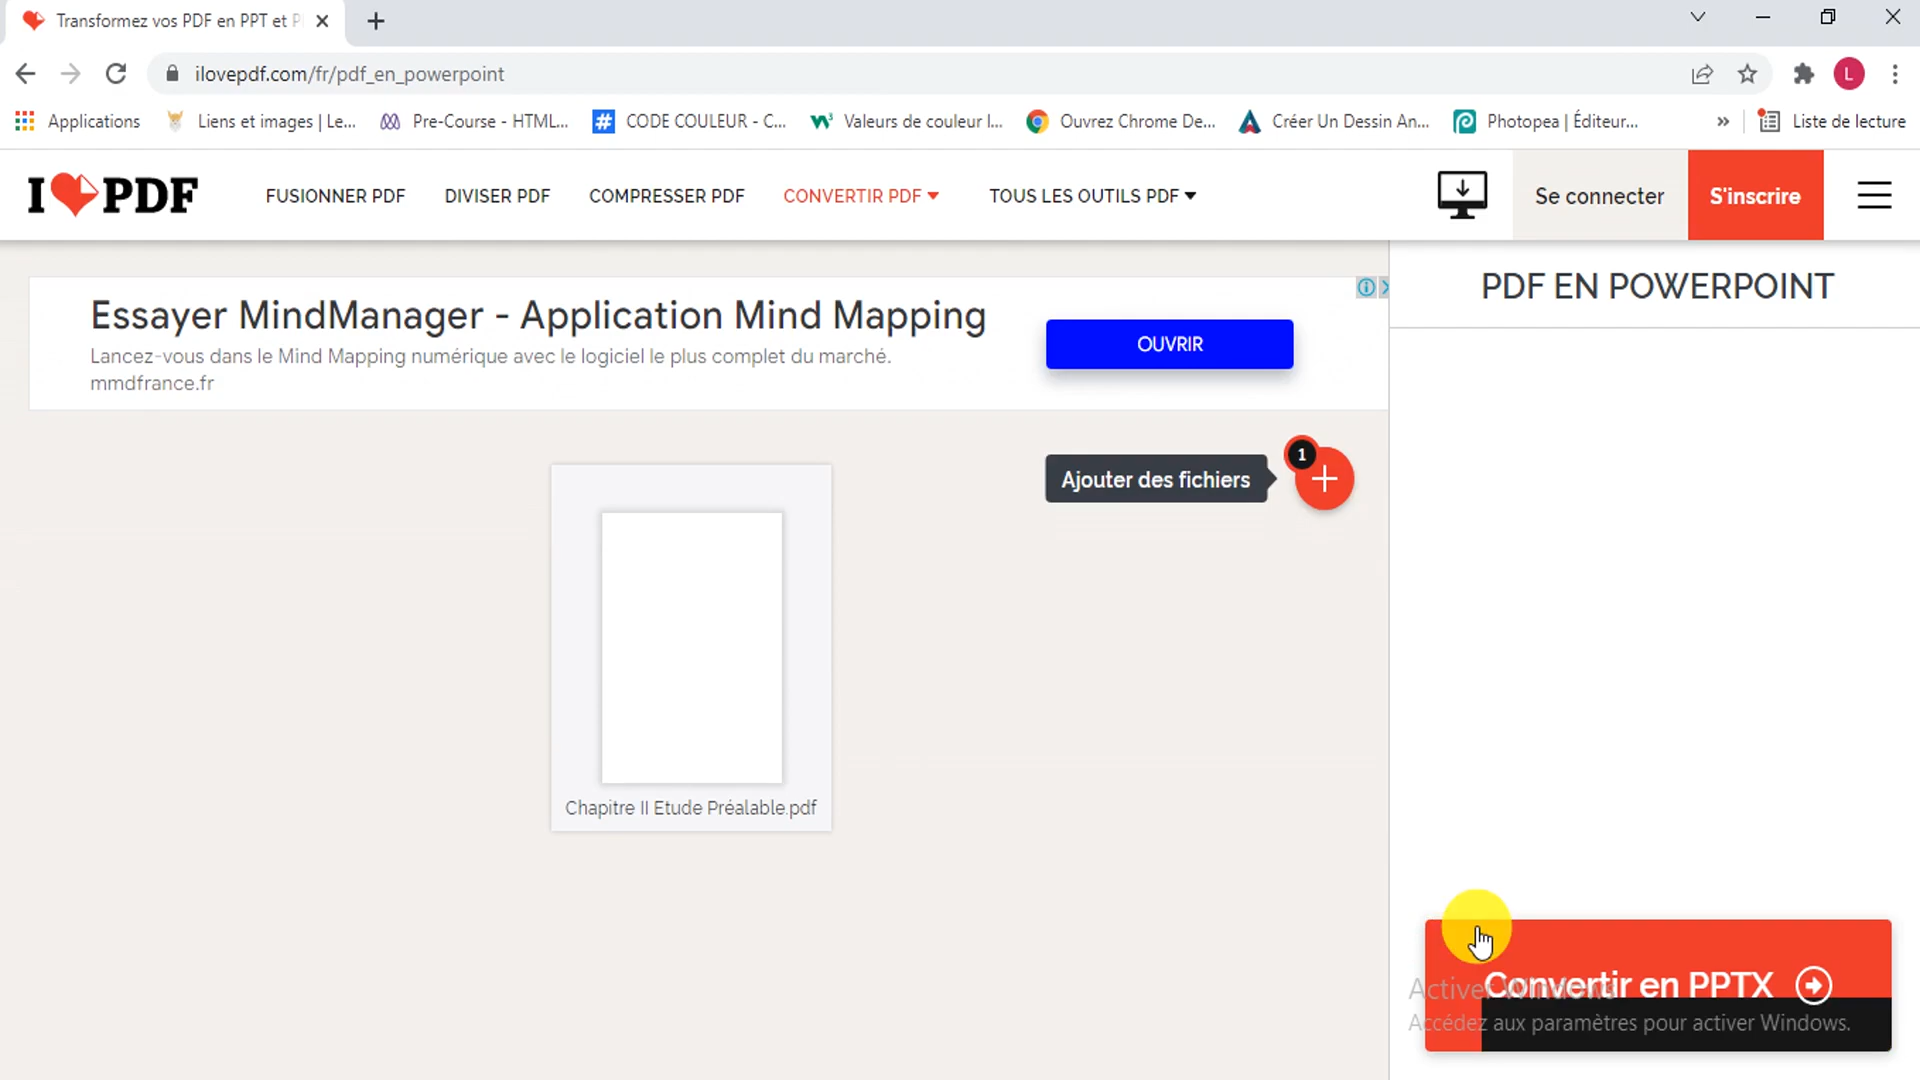 Transformez vos PDF en PPT et P
ilovepdf.com/fr/pdf_en_powerpoint
L
Applications
Liens et images | Le...
Pre-Course - HTML...
CODE COULEUR - C...
Valeurs de couleur l...
Ouvrez Chrome De...
Créer Un Dessin An...
Photopea | Éditeur...
»
Liste de lecture
I PDF
FUSIONNER PDF
DIVISER PDF
COMPRESSER PDF
CONVERTIR PDF
TOUS LES OUTILS PDF
Se connecter
S'inscrire
PDF EN POWERPOINT
Essayer MindManager - Application Mind Mapping
Lancez-vous dans le Mind Mapping numérique avec le logiciel le plus complet du marché.
mmdfrance.fr
OUVRIR
Ajouter des fichiers
1
Chapitre II Etude Préalable.pdf
Convertir en PPTX
Activer Windows
Accédez aux paramètres pour activer Windows.